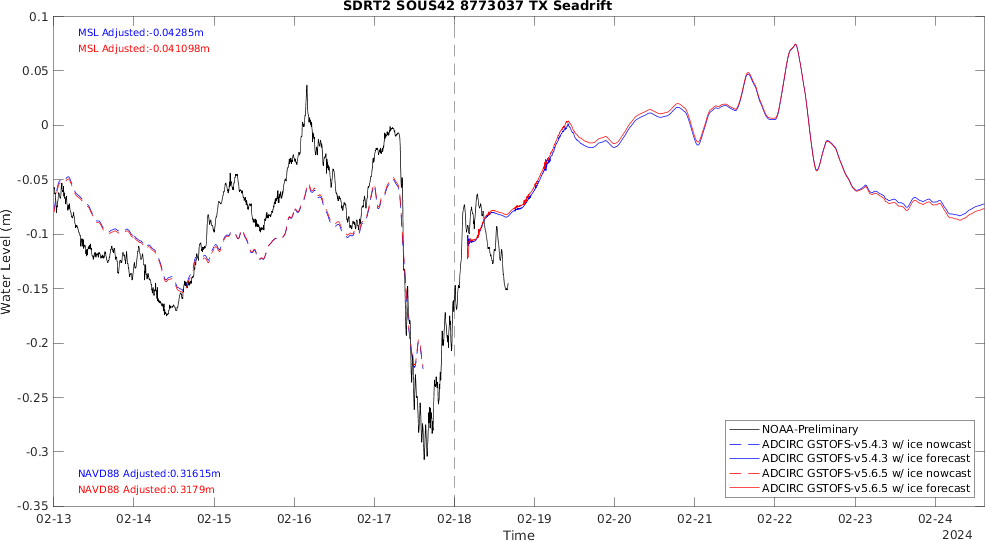 SDRT2 SOUS42 8773037 TX Seadrift
MSL Adjusted:-0.04285m
MSL Adjusted:-0.041098m
0.1
0.05
0
-0.05
-0.1
-0.15
-0.2
-0.25
-0.3
-0.35
Water Level (m)
NAVD88 Adjusted:0.31615m
NAVD88 Adjusted:0.3179m
NOAA-Preliminary
ADCIRC GSTOFS-v5.4.3 w/ ice nowcast
ADCIRC GSTOFS-v5.4.3 w/ ice forecast
ADCIRC GSTOFS-v5.6.5 w/ ice nowcast
ADCIRC GSTOFS-v5.6.5 w/ ice forecast
02-13 02-14 02-15 02-16 02-17 02-18 02-19 02-20 02-21 02-22 02-23 02-24
Time
2024